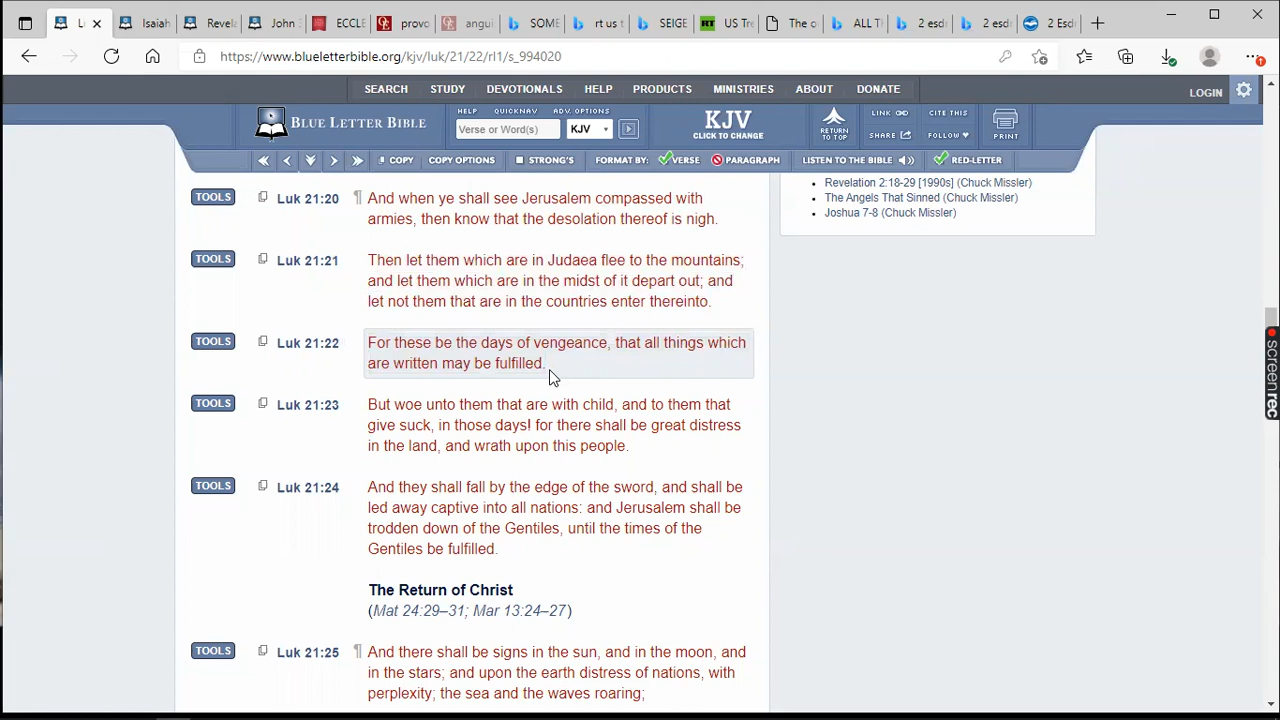 Lu
Isaiah
Revela
John 3
ECCLE
provo
angui
SOME
rt us t
SEIGE
RT
US Tre
The o
ALL TI
2 esdr
2 esdr
2 Esdr
https://www.blueletterbible.org/kjv/luk/21/22/rl1/s_994020
SEARCH STUDY DEVOTIONALS HELP PRODUCTS MINISTRIES ABOUT DONATE
LOGIN
BLUE LETTER BIBLE
HELP QUICKNAV ADV. OPTIONS
Verse or Word(s)
KJV
KJV
CLICK TO CHANGE
RETURN
TO TOP
LINK
CITE THIS
SHARE
FOLLOW
PRINT
COPY COPY OPTIONS STRONG'S FORMAT BY: VERSE PARAGRAPH LISTEN TO THE BIBLE RED-LETTER
TOOLS Luk 21:20 ¶ And when ye shall see Jerusalem compassed with
armies, then know that the desolation thereof is nigh.
TOOLS Luk 21:21 Then let them which are in Judaea flee to the mountains;
and let them which are in the midst of it depart out; and
let not them that are in the countries enter thereinto.
TOOLS Luk 21:22 For these be the days of vengeance, that all things which
are written may be fulfilled.
TOOLS Luk 21:23 But woe unto them that are with child, and to them that
give suck, in those days! for there shall be great distress
in the land, and wrath upon this people.
TOOLS Luk 21:24 And they shall fall by the edge of the sword, and shall be
led away captive into all nations: and Jerusalem shall be
trodden down of the Gentiles, until the times of the
Gentiles be fulfilled.
The Return of Christ
(Mat 24:29–31; Mar 13:24–27)
TOOLS Luk 21:25 ¶ And there shall be signs in the sun, and in the moon, and
in the stars; and upon the earth distress of nations, with
perplexity; the sea and the waves roaring;
Revelation 2:18-29 [1990s] (Chuck Missler)
The Angels That Sinned (Chuck Missler)
Joshua 7-8 (Chuck Missler)
screenrec